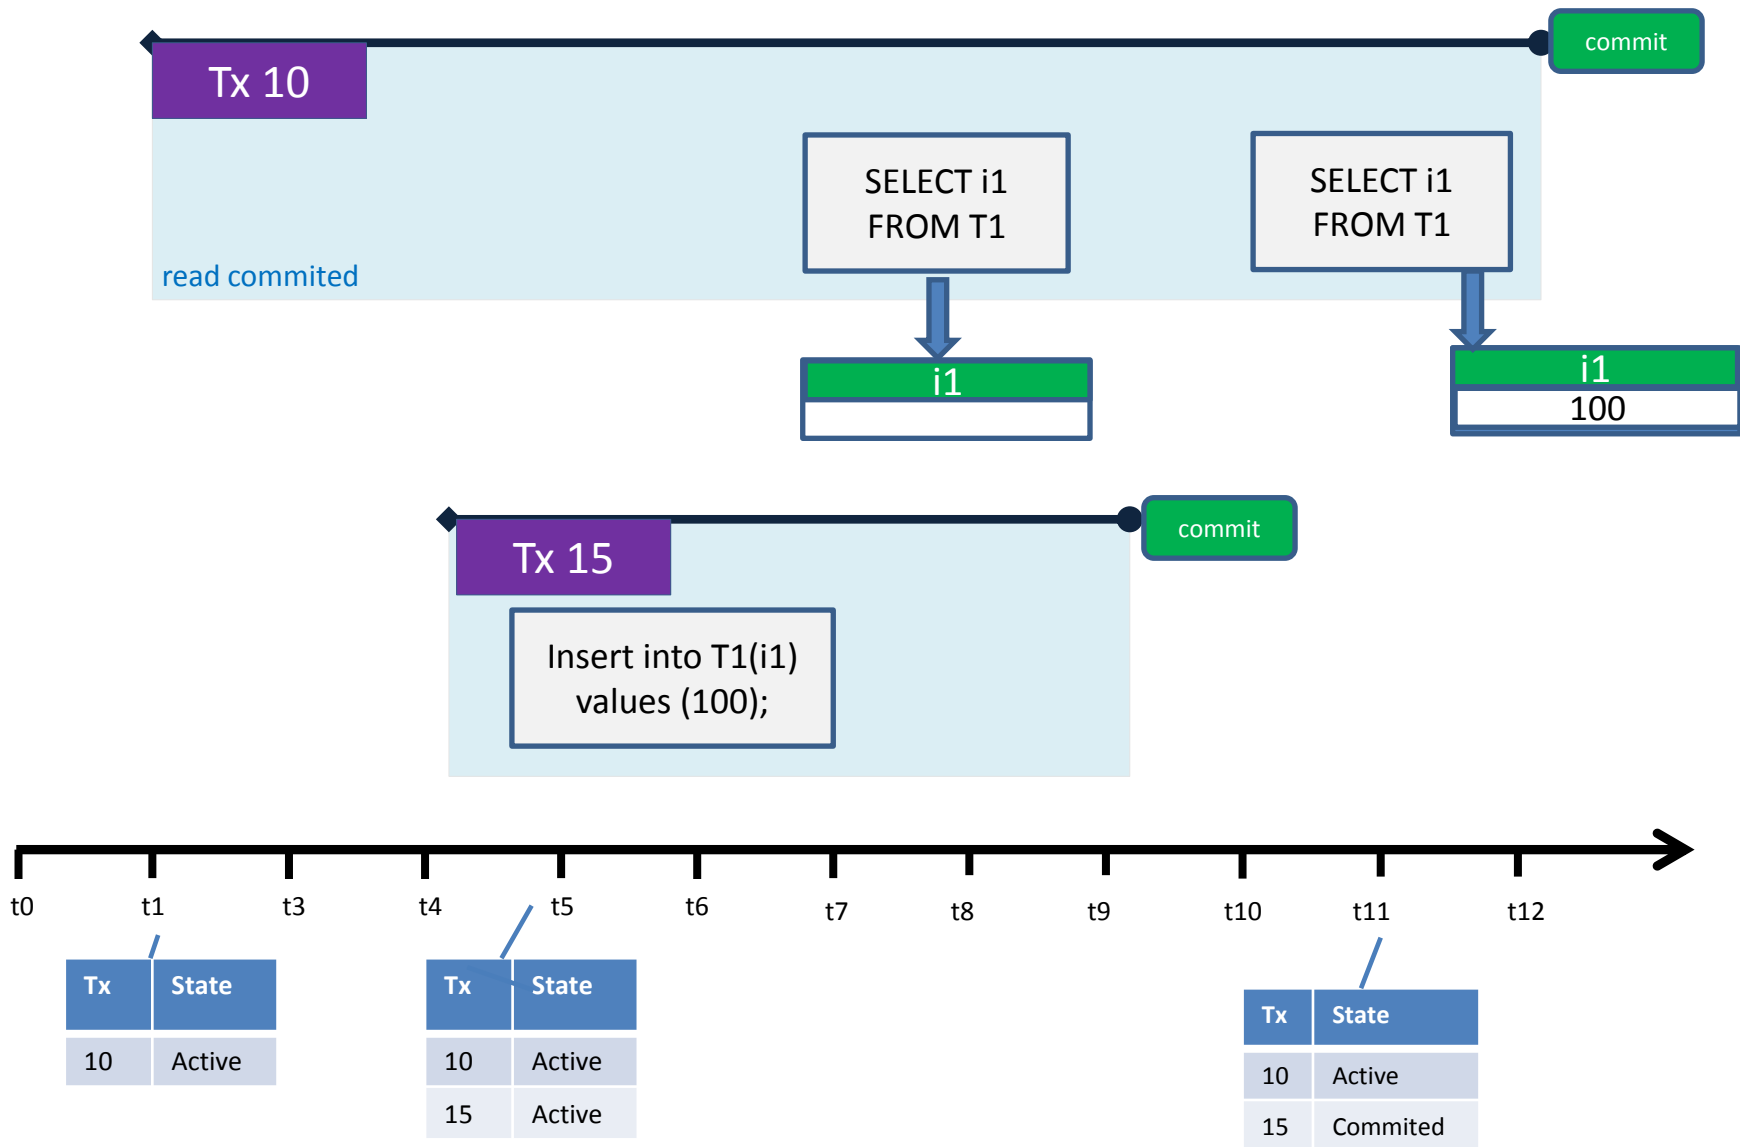 commit
Tx 10
SELECT i1
FROM T1
SELECT i1
FROM T1
read commited
i1
i1
100
commit
Tx 15
Insert into T1(i1)
values (100);
t0
t1
t3
t4
t5
t6
t7
t8
t9
t10
t11
t12
Tx State
10 Active
Tx State
10 Active
15 Active
Tx State
10 Active
15 Commited